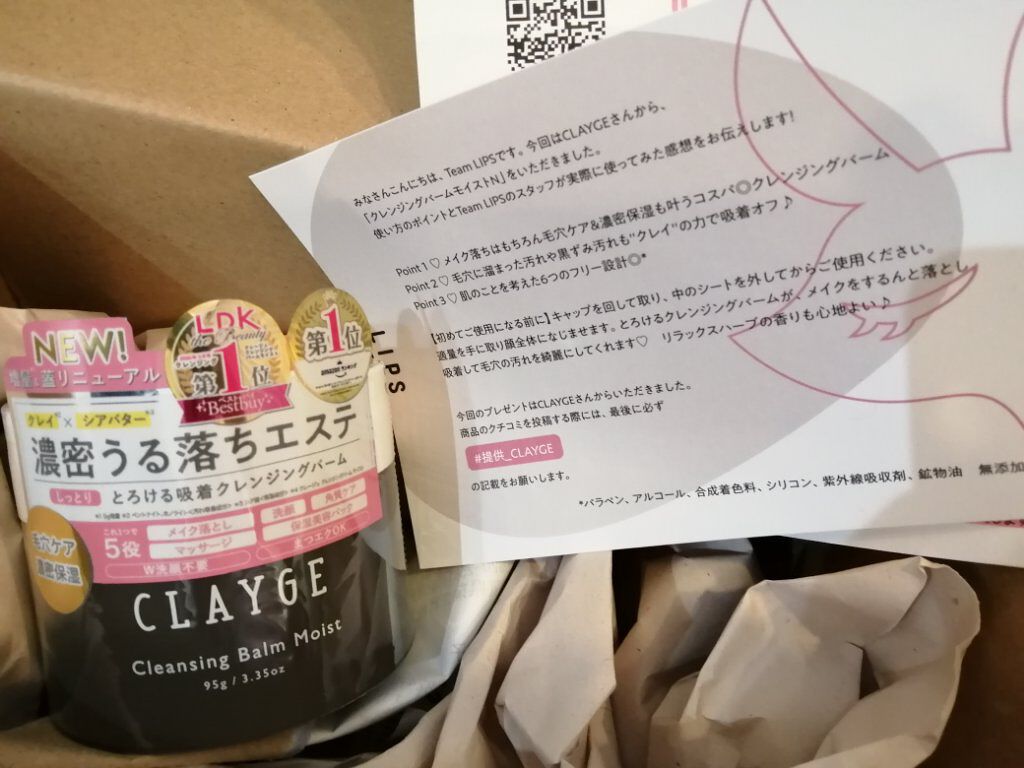 みなさんこんにちは、Team LIPSです。今回はCLAYGEさんから、
「クレンジングバームモイストN」をいただきました。
使い方のポイントとTeam LIPSのスタッフが実際に使ってみた感想をお伝えします!
Point 1 ♡ メイク落ちはもちろん毛穴ケア&濃密保湿も叶うコスパ◎クレンジングバーム
Point 2 ♡ 毛穴に溜まった汚れや黒ずみ汚れも"クレイ"の力で吸着オフ♪
Point 3 ♡ 肌のことを考えた6つのフリー設計◎*
【初めてご使用になる前に】キャップを回して取り、中のシートを外してからご使用ください。
適量を手に取り顔全体になじませます。とろけるクレンジングバームが、メイクをするんと落とし
吸着して毛穴の汚れを綺麗にしてくれます♡ リラックスハーブの香りも心地よい♪
今回のプレゼントはCLAYGEさんからいただきました。
商品のクチコミを投稿する際には、最後に必ず
#提供_CLAYGE
の記載をお願いします。
*パラベン、アルコール、合成着色料、シリコン、紫外線吸収剤、鉱物油 無添加
LIPS
NEW!
増量&蓋リニューアル
LDK
the Beauty
第1位
ベストバイ
Bestbuy
第1位
クレイ × シアバター
濃密うる落ちエステ
しっとり とろける吸着クレンジングバーム
毛穴ケア
濃密保湿
これ1つで
5役
メイク落とし
洗顔
角質ケア
マッサージ
保湿美容パック
W洗顔不要
まつエクOK
CLAYGE
Cleansing Balm Moist
95g / 3.35oz